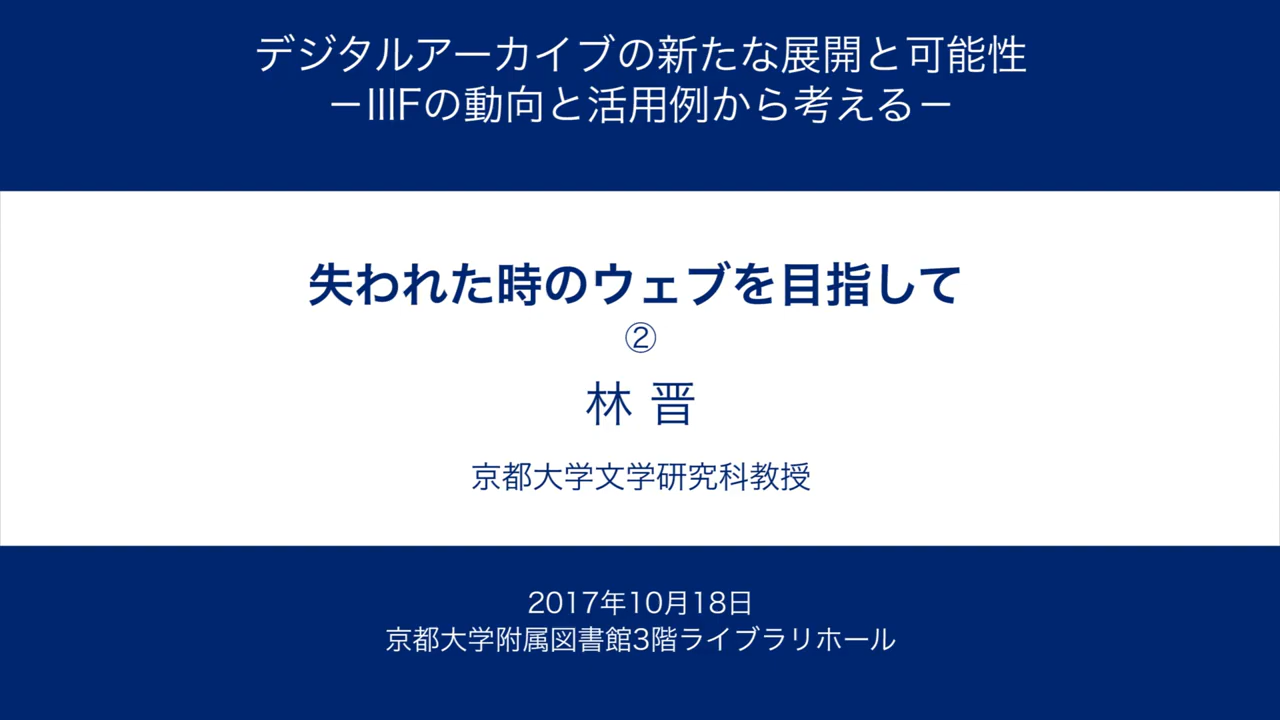 デジタルアーカイブの新たな展開と可能性
－IIIFの動向と活用例から考える－
失われた時のウェブを目指して
②
林 晋
京都大学文学研究科教授
2017年10月18日
京都大学附属図書館3階ライブラリホール